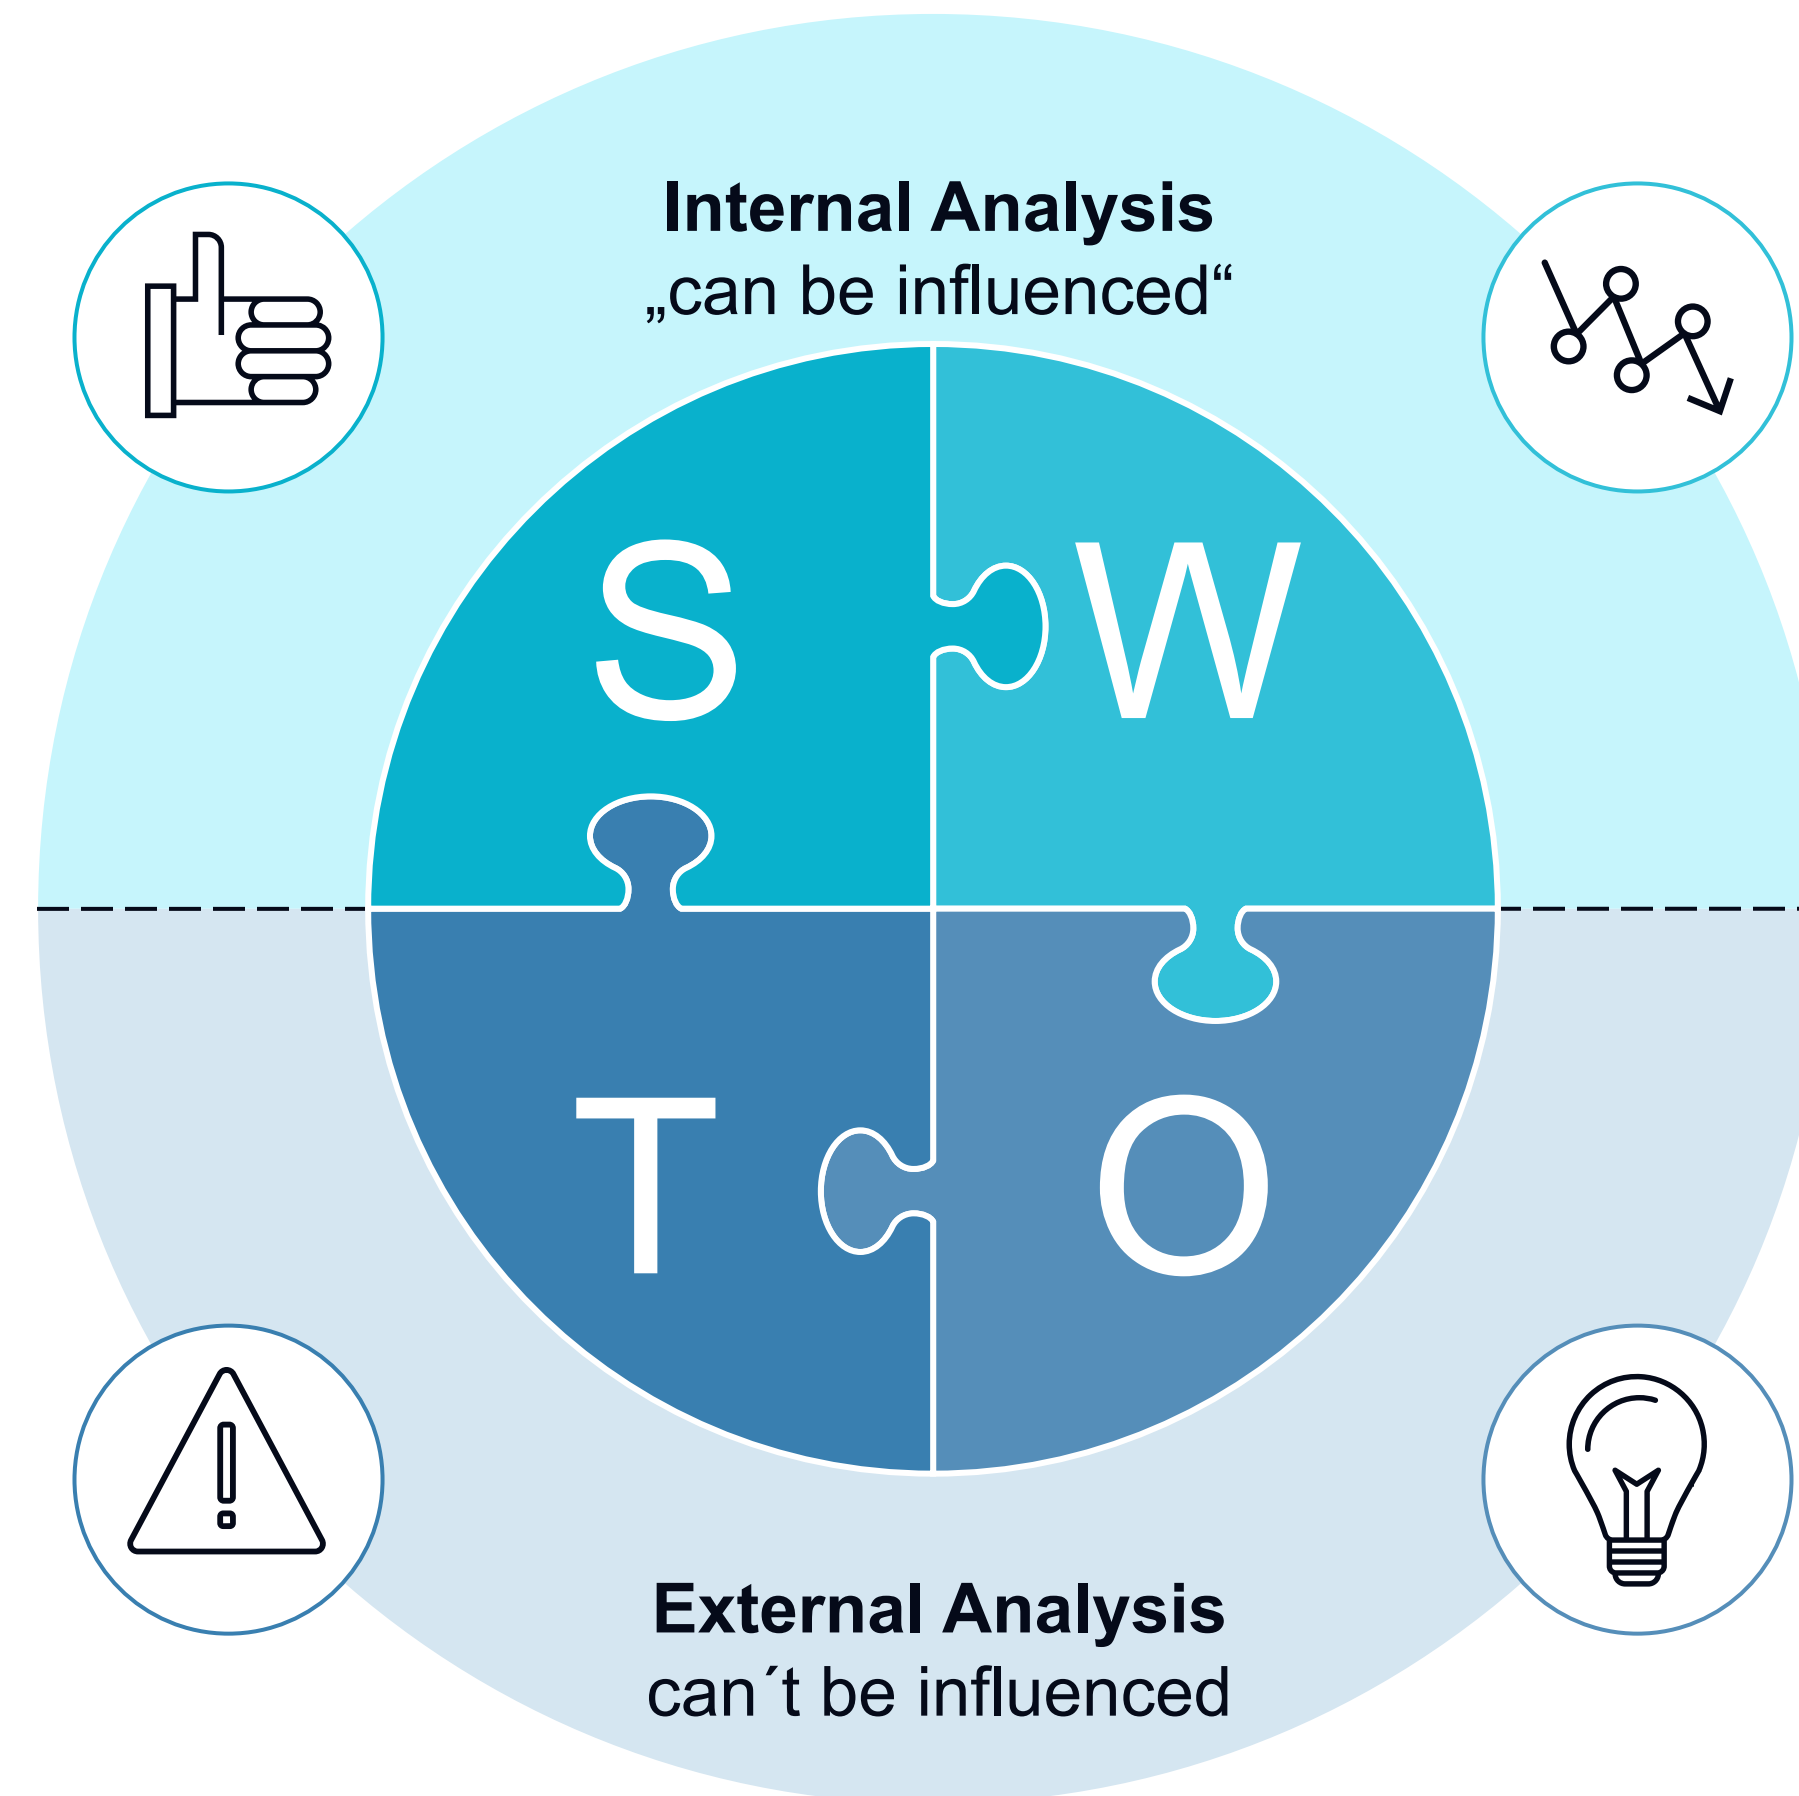 Internal Analysis
„can be influenced“
S W
T O
External Analysis
can´t be influenced